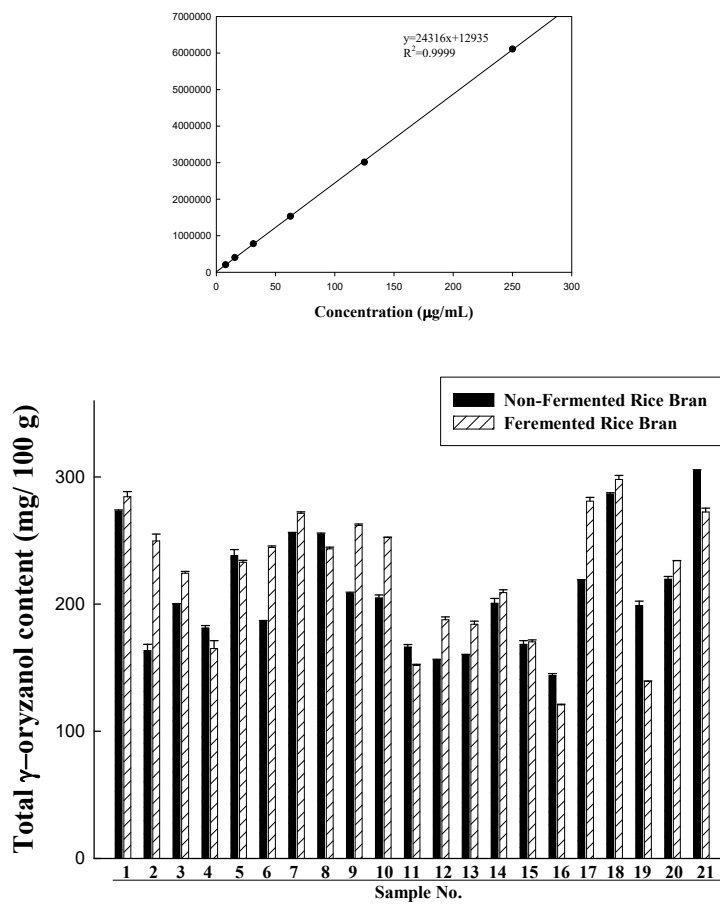 7000000
6000000
5000000
4000000
3000000
2000000
1000000
0
y=24316x+12935
R²=0.9999
0 50 100 150 200 250 300
Concentration (μg/mL)
Total γ–oryzanol content (mg/ 100 g)
300
200
100
0
Non-Fermented Rice Bran
Feremented Rice Bran
1 2 3 4 5 6 7 8 9 10 11 12 13 14 15 16 17 18 19 20 21
Sample No.